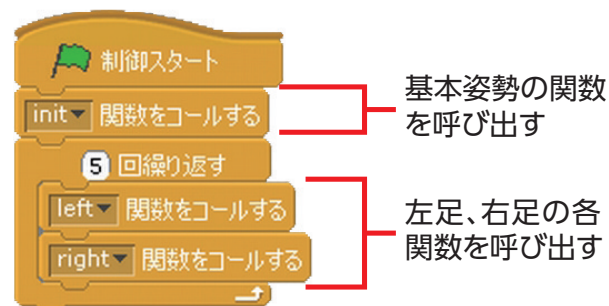 制御スタート
init 関数をコールする
基本姿勢の関数
を呼び出す
5 回繰り返す
left 関数をコールする
right 関数をコールする
左足、右足の各
関数を呼び出す